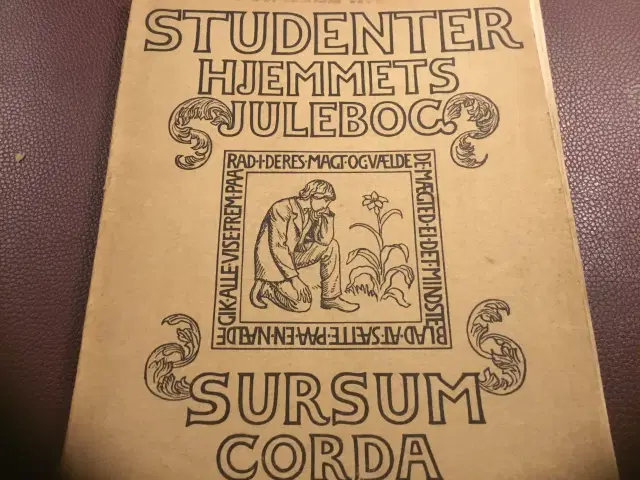 STUDENTER
HJEMMETS
JULEBOG
GIK·ALLE·VISE·FREM·PAA
RAD·I·DERES·MAGT·OG·VÆLDE
DE·MÆGTED·EI·DET·MINDSTE
BLAD·AT·SÆTTE·PAA·EN·NÆLDE
SURSUM
CORDA